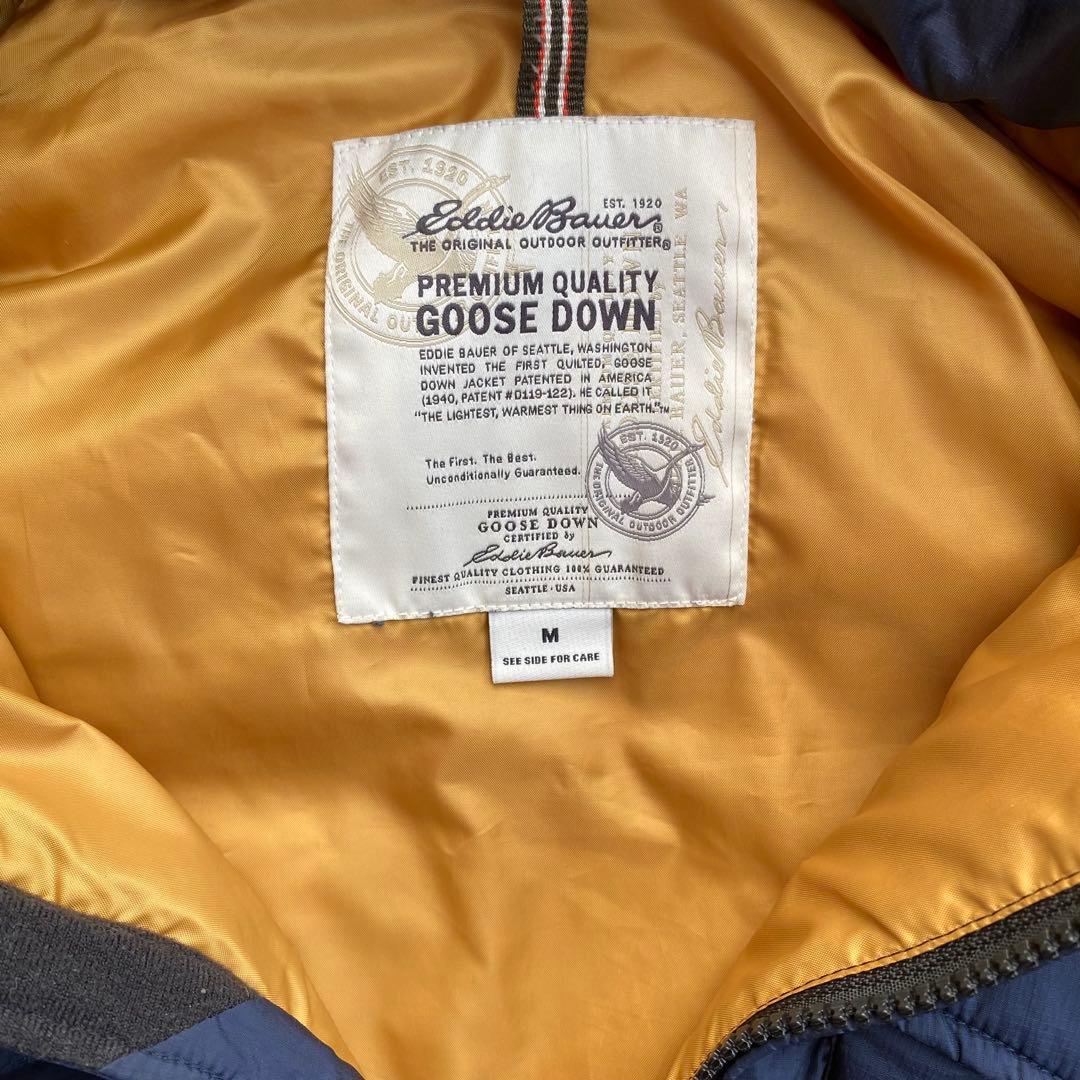 EST. 1920
EST. 1920
Eddie Bauer®
THE ORIGINAL OUTDOOR OUTFITTER®
THE ORIGINAL OU
PREMIUM QUALITY
GOOSE DOWN
EDDIE BAUER OF SEATTLE, WASHINGTON
INVENTED THE FIRST QUILTED, GOOSE
DOWN JACKET PATENTED IN AMERICA
(1940, PATENT #D119-122). HE CALLED IT
"THE LIGHTEST, WARMEST THING ON EARTH."™
BAUER, SEATTLE WA
Eddie Bauer
The First. The Best.
Unconditionally Guaranteed.
EST. 1920
THE ORIGINAL OUTDOOR OUTFITTER
PREMIUM QUALITY
GOOSE DOWN
CERTIFIED by
Eddie Bauer
FINEST QUALITY CLOTHING 100% GUARANTEED
SEATTLE · USA
M
SEE SIDE FOR CARE